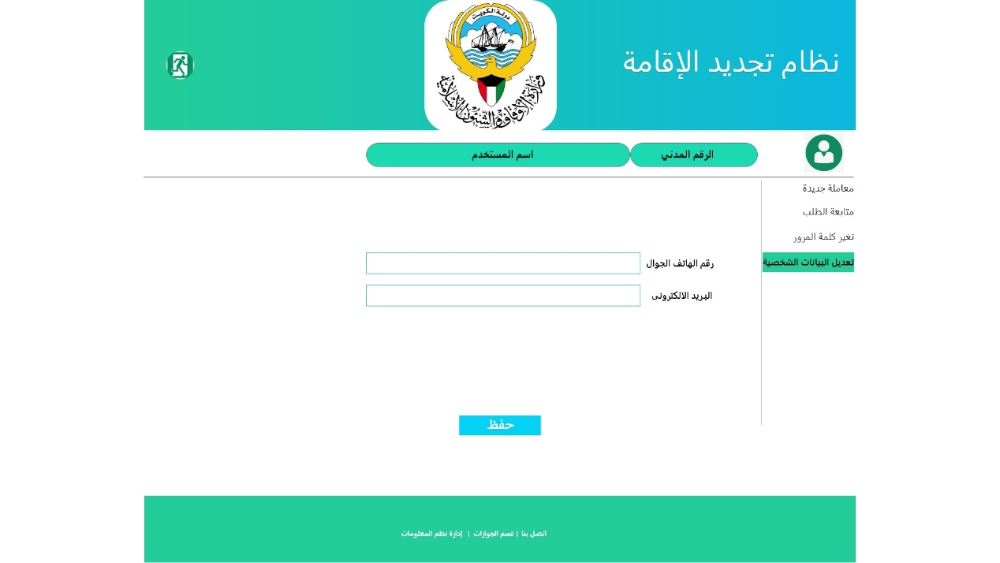 دولة الكويت
وزارة الأوقاف والشئون الإسلامية
نظام تجديد الإقامة
الرقم المدني
اسم المستخدم
معاملة جديدة
متابعة الطلب
تغير كلمة المرور
تعديل البيانات الشخصية
رقم الهاتف الجوال
البريد الالكترونى
حفظ
اتصل بنا | قسم الجوازات | إدارة نظم المعلومات